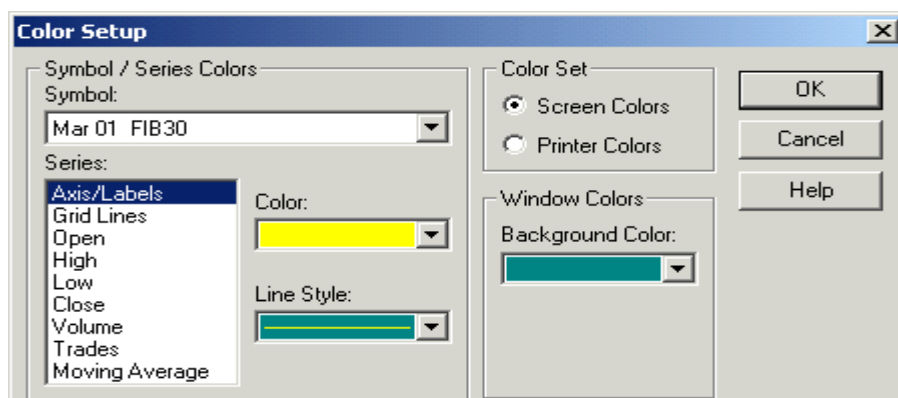 Color Setup
Symbol / Series Colors
Symbol:
Mar 01 FIB30
Series:
Axis/Labels
Grid Lines
Open
High
Low
Close
Volume
Trades
Moving Average
Color:
Line Style:
Color Set
Screen Colors
Printer Colors
Window Colors
Background Color:
OK
Cancel
Help